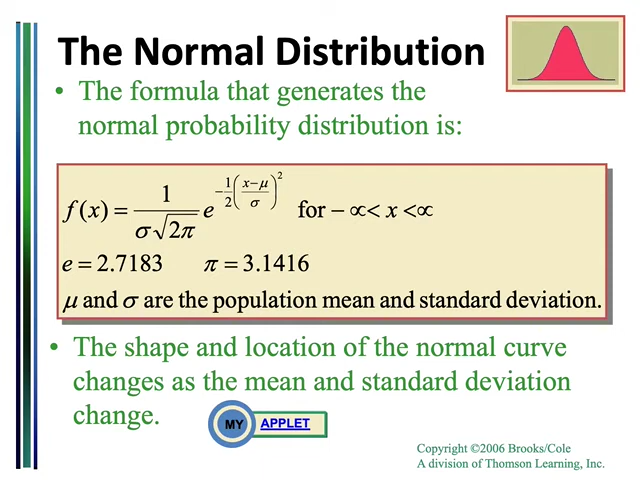 The Normal Distribution
• The formula that generates the
normal probability distribution is:
f(x) = 1/(σ√2π) e^(−1/2((x−μ)/σ)^2) for − ∝< x <∝
e = 2.7183 π = 3.1416
μ and σ are the population mean and standard deviation.
• The shape and location of the normal curve
changes as the mean and standard deviation
change.
MY APPLET
Copyright ©2006 Brooks/Cole
A division of Thomson Learning, Inc.